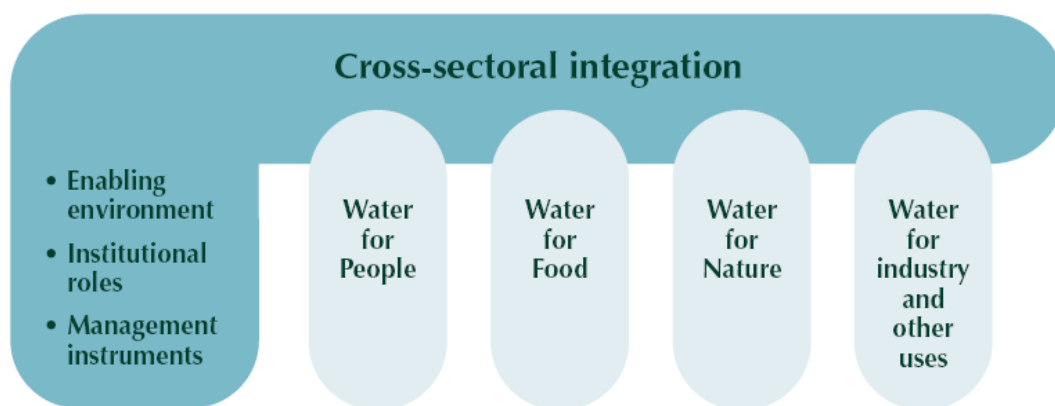 Cross-sectoral integration
• Enabling
environment
• Institutional
roles
• Management
instruments
Water
for
People
Water
for
Food
Water
for
Nature
Water
for
industry
and
other
uses